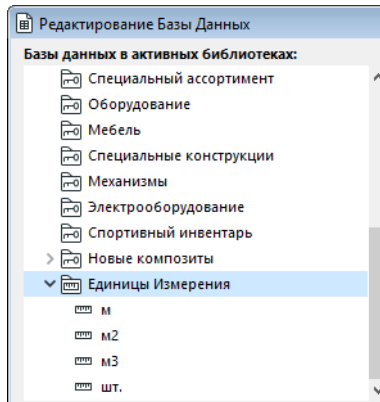 Редактирование Базы Данных
Базы данных в активных библиотеках:
Специальный ассортимент
Оборудование
Мебель
Специальные конструкции
Механизмы
Электрооборудование
Спортивный инвентарь
Новые композиты
Единицы Измерения
м
м2
м3
шт.